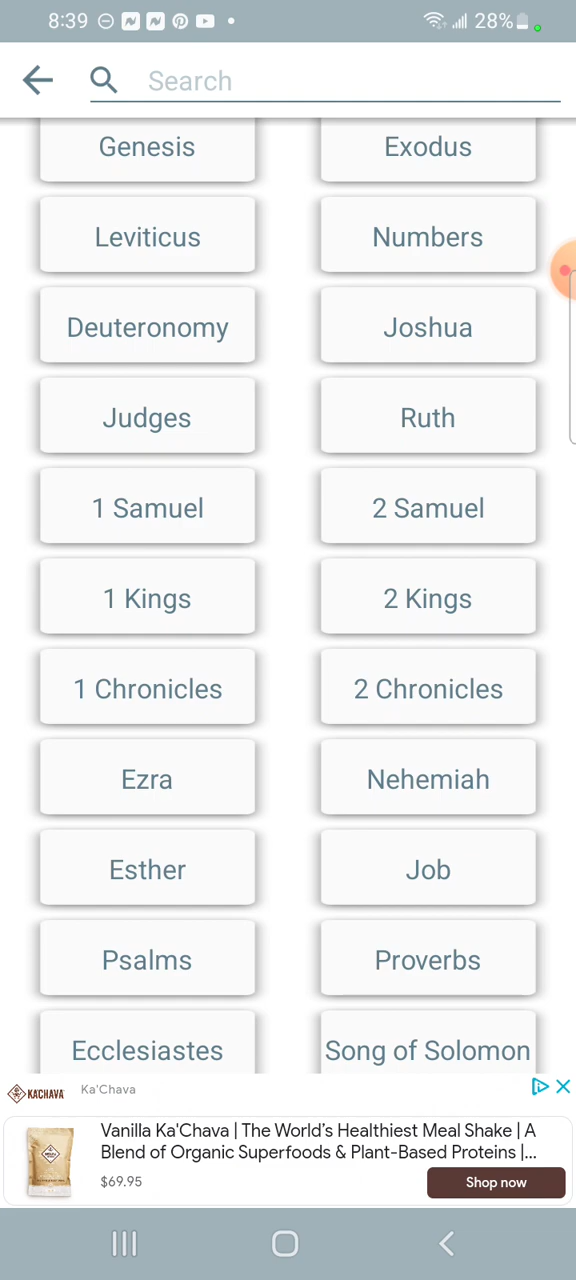 8:39 28%
Search
Genesis Exodus
Leviticus Numbers
Deuteronomy Joshua
Judges Ruth
1 Samuel 2 Samuel
1 Kings 2 Kings
1 Chronicles 2 Chronicles
Ezra Nehemiah
Esther Job
Psalms Proverbs
Ecclesiastes Song of Solomon
KA'CHAVA Ka'Chava
Vanilla Ka'Chava | The World's Healthiest Meal Shake | A
Blend of Organic Superfoods & Plant-Based Proteins |...
$69.95 Shop now